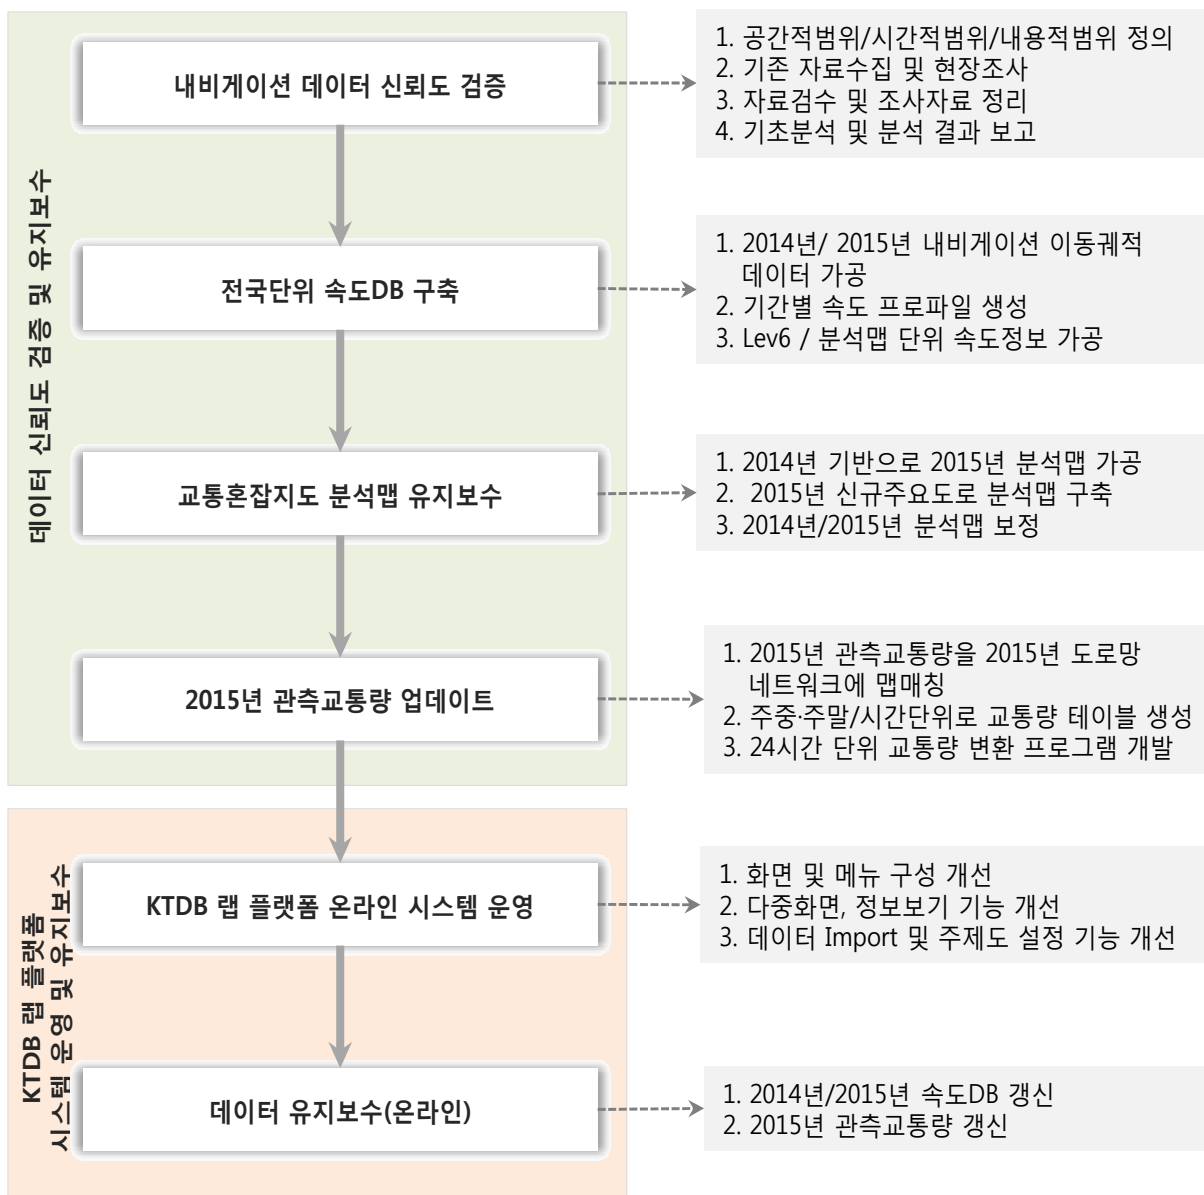 데이터 신뢰도 검증 및 유지보수
내비게이션 데이터 신뢰도 검증
1. 공간적범위/시간적범위/내용적범위 정의
2. 기존 자료수집 및 현장조사
3. 자료검수 및 조사자료 정리
4. 기초분석 및 분석 결과 보고
전국단위 속도DB 구축
1. 2014년/ 2015년 내비게이션 이동궤적
데이터 가공
2. 기간별 속도 프로파일 생성
3. Lev6 / 분석맵 단위 속도정보 가공
교통혼잡지도 분석맵 유지보수
1. 2014년 기반으로 2015년 분석맵 가공
2. 2015년 신규주요도로 분석맵 구축
3. 2014년/2015년 분석맵 보정
2015년 관측교통량 업데이트
1. 2015년 관측교통량을 2015년 도로망
네트워크에 맵매칭
2. 주중·주말/시간단위로 교통량 테이블 생성
3. 24시간 단위 교통량 변환 프로그램 개발
KTDB 랩 플랫폼
시스템 운영 및 유지보수
KTDB 랩 플랫폼 온라인 시스템 운영
1. 화면 및 메뉴 구성 개선
2. 다중화면, 정보보기 기능 개선
3. 데이터 Import 및 주제도 설정 기능 개선
데이터 유지보수(온라인)
1. 2014년/2015년 속도DB 갱신
2. 2015년 관측교통량 갱신